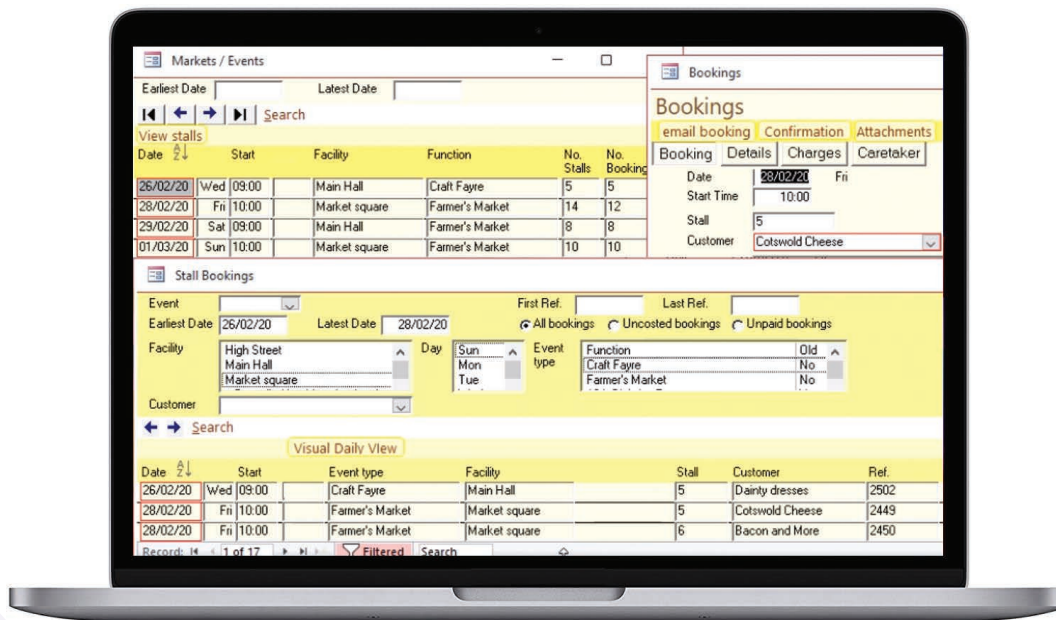 Markets / Events
Earliest Date Latest Date
Search
View stalls
Date Start Facility Function No. Stalls No. Booking
26/02/20 Wed 09:00 Main Hall Craft Fayre 5 5
28/02/20 Fri 10:00 Market square Farmer's Market 14 12
29/02/20 Sat 09:00 Main Hall Farmer's Market 8 8
01/03/20 Sun 10:00 Market square Farmer's Market 10 10
Bookings
Bookings
email booking Confirmation Attachments
Booking Details Charges Caretaker
Date 28/02/20 Fri
Start Time 10:00
Stall 5
Customer Cotswold Cheese
Stall Bookings
Event First Ref. Last Ref.
Earliest Date 26/02/20 Latest Date 28/02/20 All bookings Uncosted bookings Unpaid bookings
Facility High Street Day Sun Event type Function Old
Main Hall Mon Craft Fayre No
Market square Tue Farmer's Market No
Customer
Search
Visual Daily VIew
Date Start Event type Facility Stall Customer Ref.
26/02/20 Wed 09:00 Craft Fayre Main Hall 5 Dainty dresses 2502
28/02/20 Fri 10:00 Farmer's Market Market square 5 Cotswold Cheese 2449
28/02/20 Fri 10:00 Farmer's Market Market square 6 Bacon and More 2450
Record: 1 of 17 Filtered Search